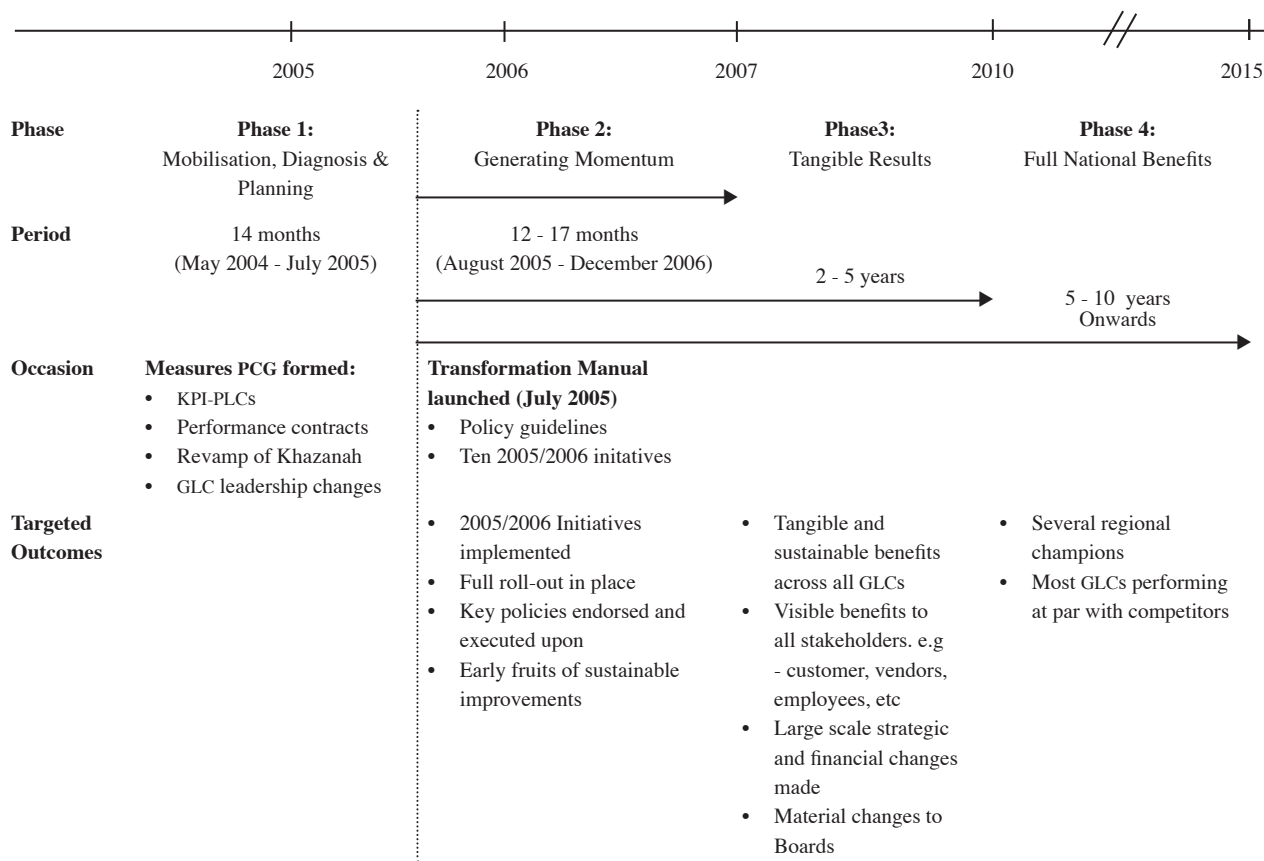 2005
2006
2007
2010
2015
Phase
Phase 1:
Mobilisation, Diagnosis &
Planning
Phase 2:
Generating Momentum
Phase3:
Tangible Results
Phase 4:
Full National Benefits
Period
14 months
(May 2004 - July 2005)
12 - 17 months
(August 2005 - December 2006)
2 - 5 years
5 - 10 years
Onwards
Occasion
Measures PCG formed:
• KPI-PLCs
• Performance contracts
• Revamp of Khazanah
• GLC leadership changes
Transformation Manual
launched (July 2005)
• Policy guidelines
• Ten 2005/2006 initatives
Targeted
Outcomes
• 2005/2006 Initiatives
implemented
• Full roll-out in place
• Key policies endorsed and
executed upon
• Early fruits of sustainable
improvements
• Tangible and
sustainable benefits
across all GLCs
• Visible benefits to
all stakeholders. e.g
- customer, vendors,
employees, etc
• Large scale strategic
and financial changes
made
• Material changes to
Boards
• Several regional
champions
• Most GLCs performing
at par with competitors